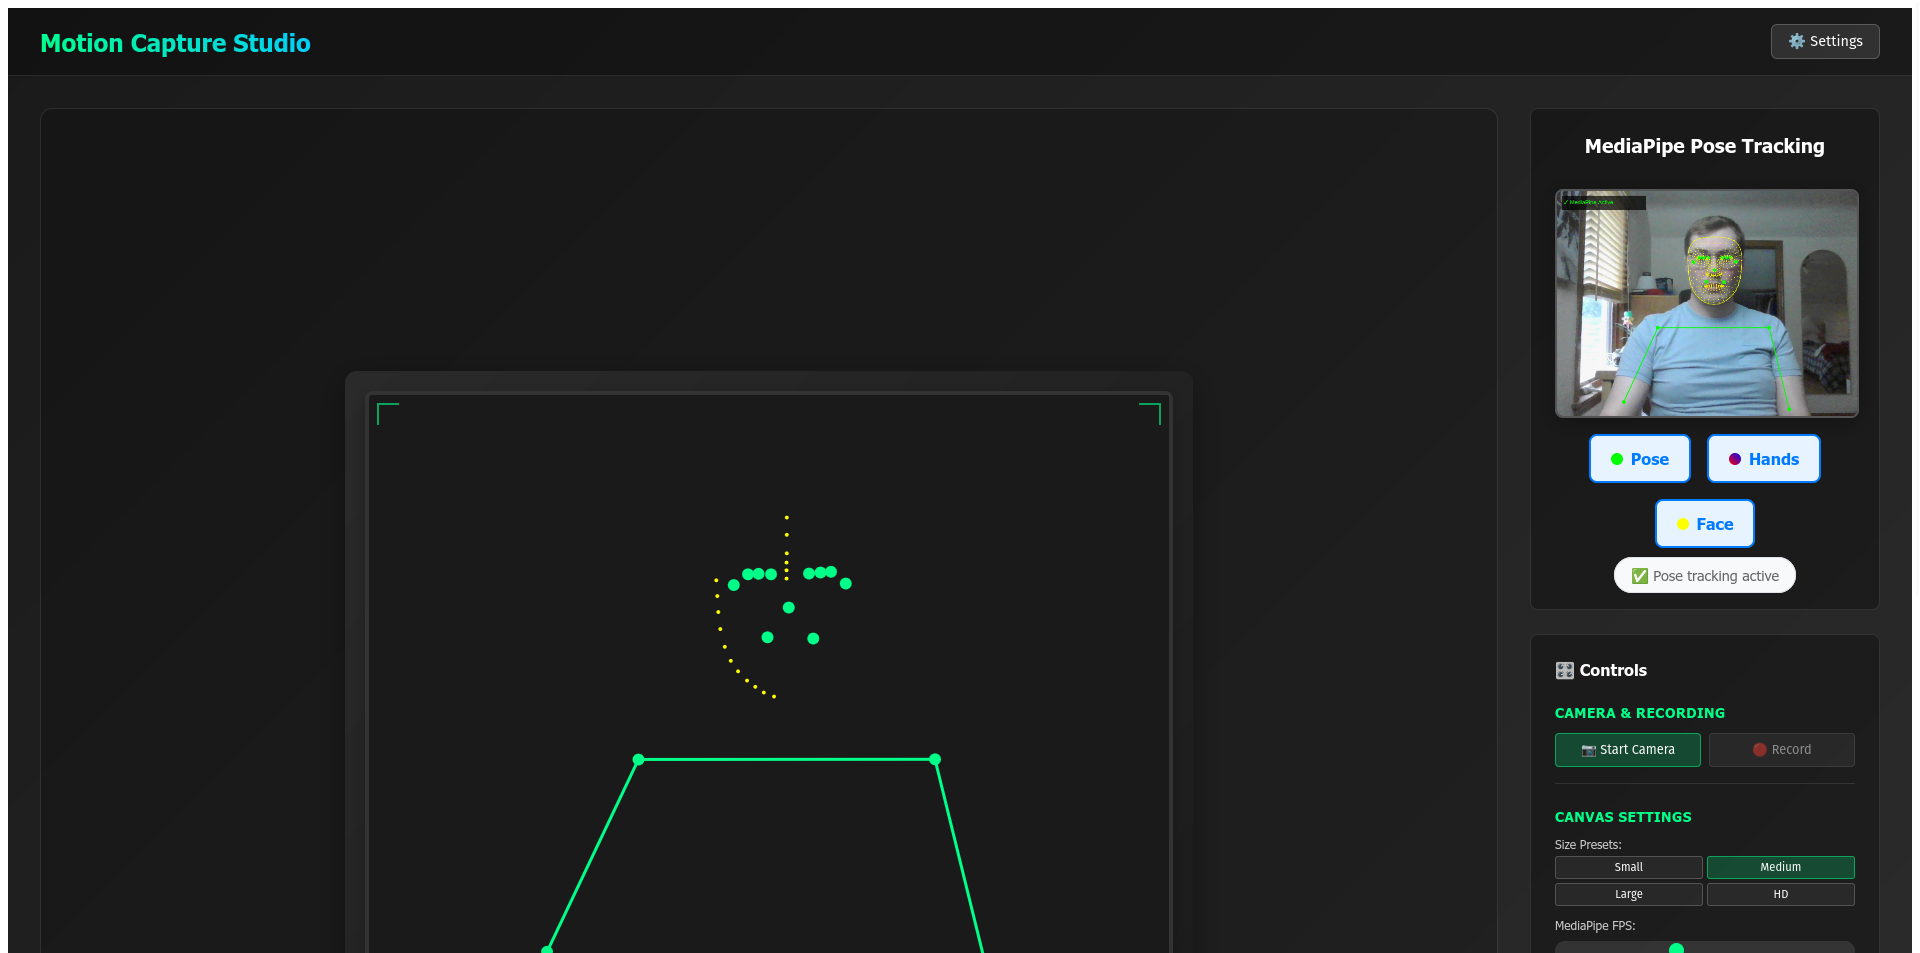 Motion Capture Studio
⚙️ Settings
MediaPipe Pose Tracking
✓ MediaPipe Active
Pose
Hands
Face
✅ Pose tracking active
🎛️ Controls
CAMERA & RECORDING
📷 Start Camera
🔴 Record
CANVAS SETTINGS
Size Presets:
Small
Medium
Large
HD
MediaPipe FPS: